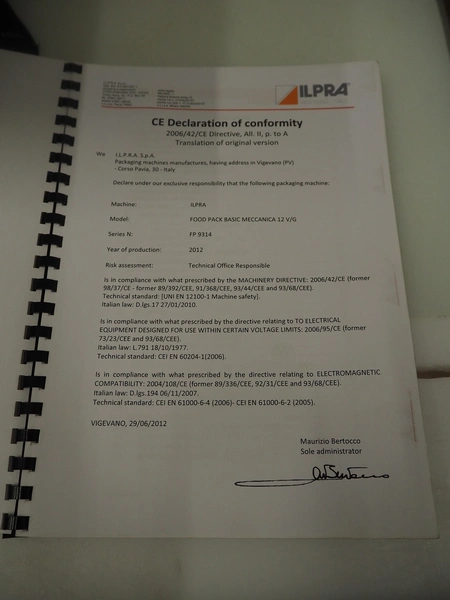 ILPRA
CE Declaration of conformity
2006/42/CE Directive, All. II, p. to A
Translation of original version
We I.L.P.R.A. S.p.A.
Packaging machines manufactures, having address in Vigevano (PV)
- Corso Pavia, 30 - Italy
Declare under our exclusive responsibility that the following packaging machine:
Machine: ILPRA
Model: FOOD PACK BASIC MECCANICA 12 V/G
Series N: FP 9314
Year of production: 2012
Risk assessment: Technical Office Responsible
Is in compliance with what prescribed by the MACHINERY DIRECTIVE: 2006/42/CE (former
98/37/CE - former 89/392/CEE, 91/368/CEE, 93/44/CEE and 93/68/CEE).
Technical standard: [UNI EN 12100-1 Machine safety].
Italian law: D.lgs.17 27/01/2010.
Is in compliance with what prescribed by the directive relating to TO ELECTRICAL
EQUIPMENT DESIGNED FOR USE WITHIN CERTAIN VOLTAGE LIMITS: 2006/95/CE (former
73/23/CEE and 93/68/CEE).
Italian law: L.791 18/10/1977.
Technical standard: CEI EN 60204-1(2006).
Is in compliance with what prescribed by the directive relating to ELECTROMAGNETIC
COMPATIBILITY: 2004/108/CE (former 89/336/CEE, 92/31/CEE and 93/68/CEE).
Italian law: D.lgs.194 06/11/2007.
Technical standard: CEI EN 61000-6-4 (2006)- CEI EN 61000-6-2 (2005).
VIGEVANO, 29/06/2012
Maurizio Bertocco
Sole administrator